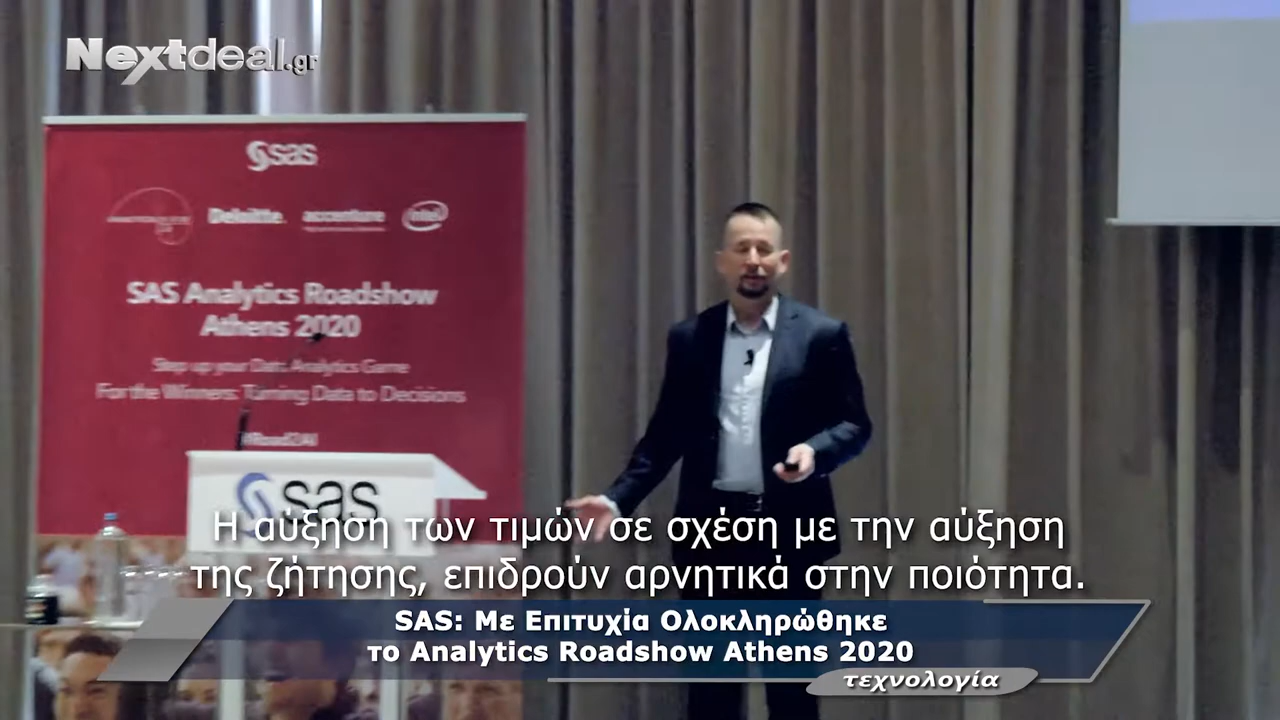 Nextdeal.gr
sas
Deloitte.
accenture
intel
SAS Analytics Roadshow
Athens 2020
Step up your Data Analytics Game
For the Winners: Turning Data to Decisions
#Road2AI
sas
Η αύξηση των τιμών σε σχέση με την αύξηση
της ζήτησης, επιδρούν αρνητικά στην ποιότητα.
SAS: Με Επιτυχία Ολοκληρώθηκε
το Analytics Roadshow Athens 2020
τεχνολογία